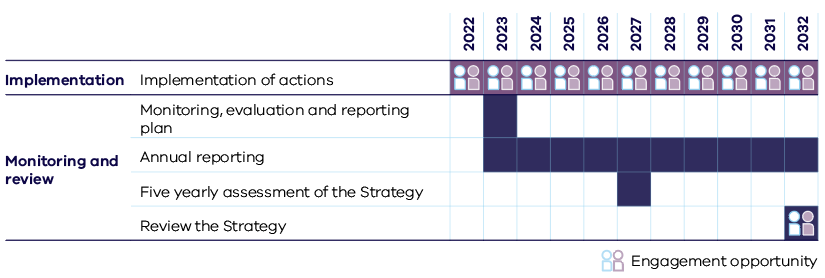 2022 2023 2024 2025 2026 2027 2028 2029 2030 2031 2032
Implementation Implementation of actions
Monitoring, evaluation and reporting
plan
Monitoring and
review
Annual reporting
Five yearly assessment of the Strategy
Review the Strategy
Engagement opportunity